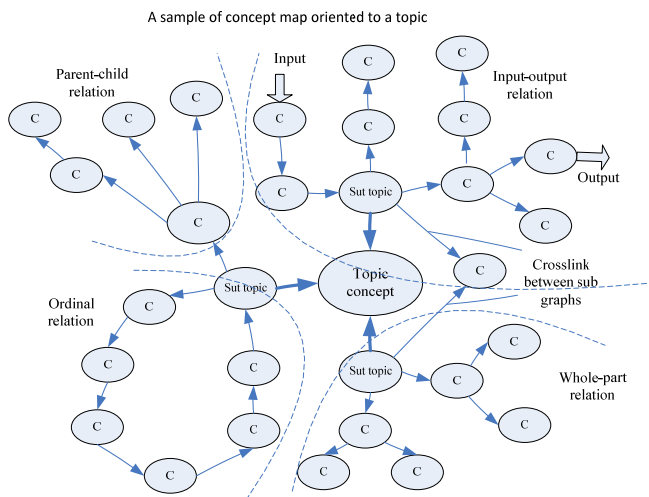 A sample of concept map oriented to a topic
Parent-child
relation
Input
Input-output
relation
C
C
C
C
C
C
C
C
C
C
C
C
C
C
Output
Sut topic
C
C
Topic
concept
Crosslink
between sub
graphs
Sut topic
Ordinal
relation
C
C
C
C
C
C
C
Sut topic
C
C
C
Whole-part
relation
C
C
C